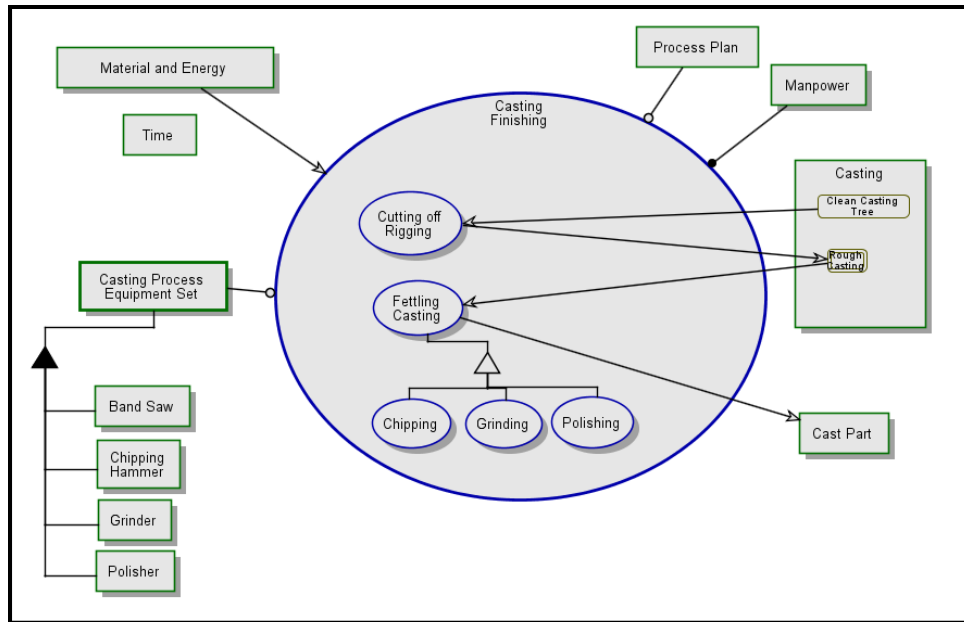 Material and Energy
Process Plan
Manpower
Time
Casting
Finishing
Casting
Clean Casting
Tree
Cutting off
Rigging
Rough
Casting
Casting Process
Equipment Set
Fettling
Casting
Chipping
Grinding
Polishing
Cast Part
Band Saw
Chipping
Hammer
Grinder
Polisher